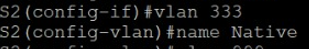 S2(config-if)#vlan 333
S2(config-vlan)#name Native